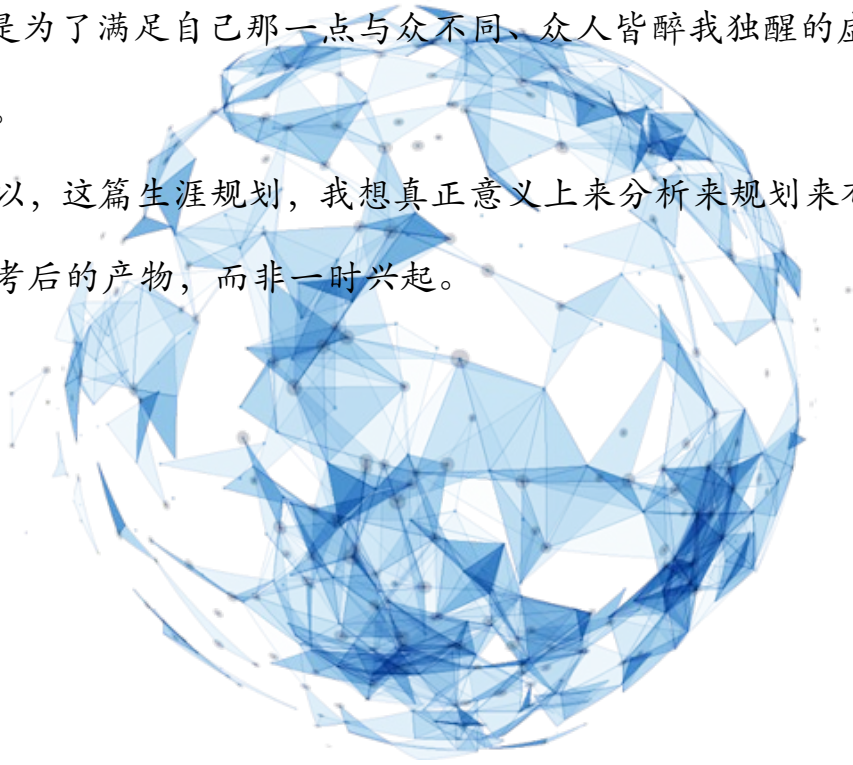 是为了满足自己那一点与众不同、众人皆醉我独醒的虚
。
以，这篇生涯规划，我想真正意义上来分析来规划来
考后的产物，而非一时兴起。